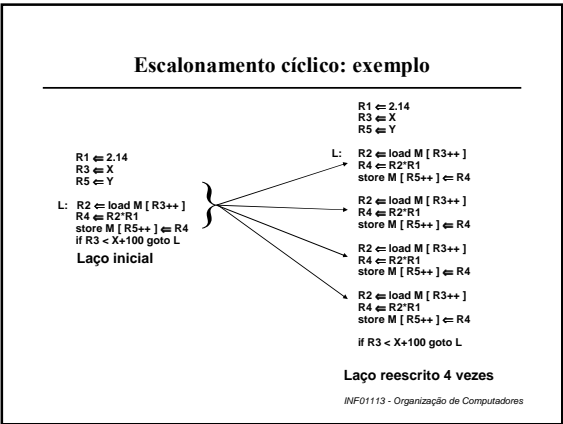 Escalonamento cíclico: exemplo
R1 ⇐ 2.14
R3 ⇐ X
R5 ⇐ Y
L: R2 ⇐ load M [ R3++ ]
R4 ⇐ R2*R1
store M [ R5++ ] ⇐ R4
if R3 < X+100 goto L
Laço inicial
R1 ⇐ 2.14
R3 ⇐ X
R5 ⇐ Y
L: R2 ⇐ load M [ R3++ ]
R4 ⇐ R2*R1
store M [ R5++ ] ⇐ R4
R2 ⇐ load M [ R3++ ]
R4 ⇐ R2*R1
store M [ R5++ ] ⇐ R4
R2 ⇐ load M [ R3++ ]
R4 ⇐ R2*R1
store M [ R5++ ] ⇐ R4
R2 ⇐ load M [ R3++ ]
R4 ⇐ R2*R1
store M [ R5++ ] ⇐ R4
if R3 < X+100 goto L
Laço reescrito 4 vezes
INF01113 - Organização de Computadores